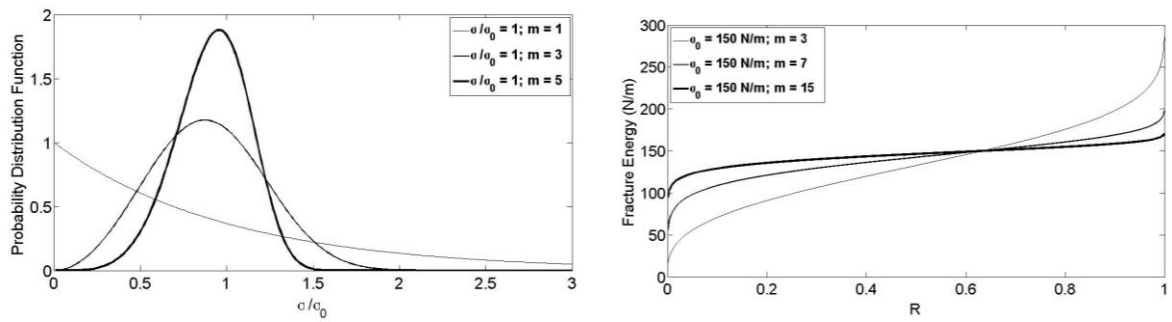 Probability Distribution Function
2
1.5
1
0.5
0
0
0.5
1
1.5
2
2.5
3
σ/σ₀
σ/σ₀ = 1; m = 1
σ/σ₀ = 1; m = 3
σ/σ₀ = 1; m = 5
Fracture Energy (N/m)
300
250
200
150
100
50
0
0
0.2
0.4
0.6
0.8
1
R
σ₀ = 150 N/m; m = 3
σ₀ = 150 N/m; m = 7
σ₀ = 150 N/m; m = 15